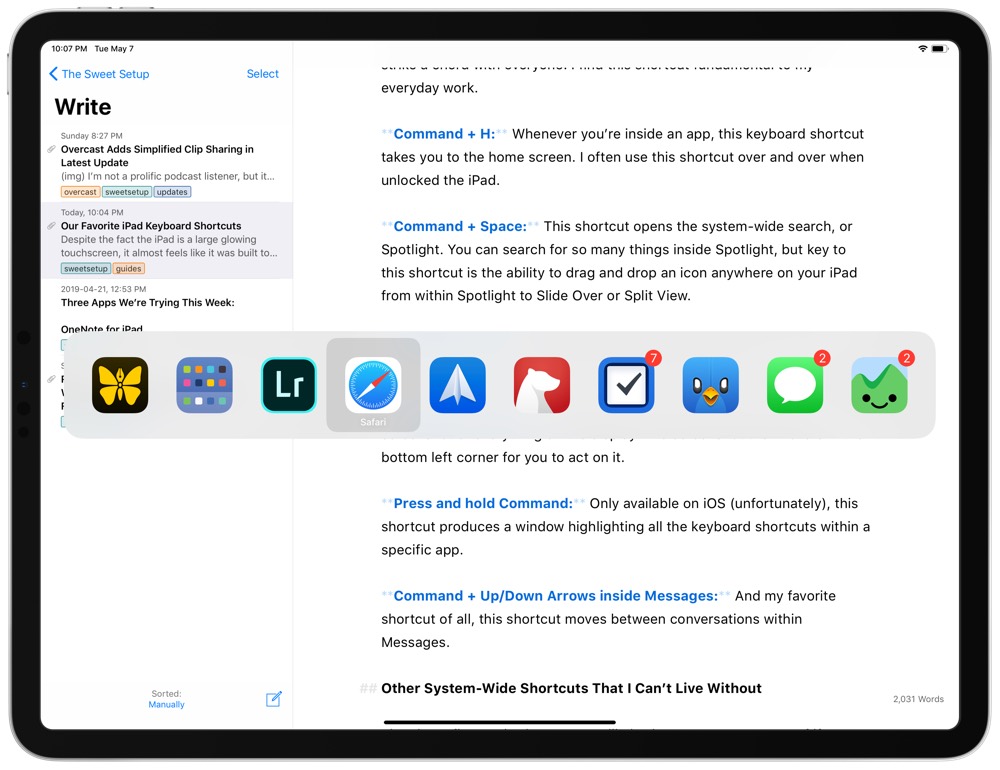 10:07 PM Tue May 7
The Sweet Setup
Select
Write
Sunday 8:27 PM
Overcast Adds Simplified Clip Sharing in
Latest Update
(img) I'm not a prolific podcast listener, but it...
overcast sweetsetup updates
Today, 10:04 PM
Our Favorite iPad Keyboard Shortcuts
Despite the fact the iPad is a large glowing
touchscreen, it almost feels like it was built to...
sweetsetup guides
2019-04-21, 12:53 PM
Three Apps We're Trying This Week:
OneNote for iPad
Sorted:
Manually
strike a chord with everyone. I find this shortcut fundamental to my
everyday work.
**Command + H:** Whenever you're inside an app, this keyboard shortcut
takes you to the home screen. I often use this shortcut over and over when
unlocked the iPad.
**Command + Space:** This shortcut opens the system-wide search, or
Spotlight. You can search for so many things inside Spotlight, but key to
this shortcut is the ability to drag and drop an icon anywhere on your iPad
from within Spotlight to Slide Over or Split View.
Lr
Safari
7
2
2
bottom left corner for you to act on it.
**Press and hold Command:** Only available on iOS (unfortunately), this
shortcut produces a window highlighting all the keyboard shortcuts within a
specific app.
**Command + Up/Down Arrows inside Messages:** And my favorite
shortcut of all, this shortcut moves between conversations within
Messages.
## Other System-Wide Shortcuts That I Can't Live Without
2,031 Words